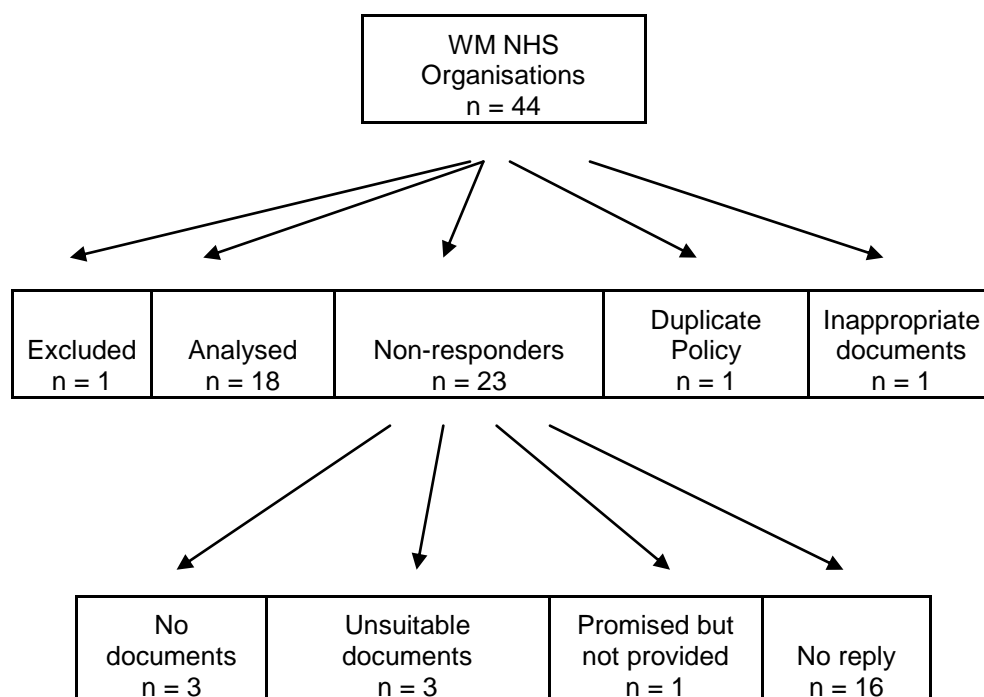 WM NHS
Organisations
n = 44
Excluded
n = 1
Analysed
n = 18
Non-responders
n = 23
Duplicate
Policy
n = 1
Inappropriate
documents
n = 1
No
documents
n = 3
Unsuitable
documents
n = 3
Promised but
not provided
n = 1
No reply
n = 16